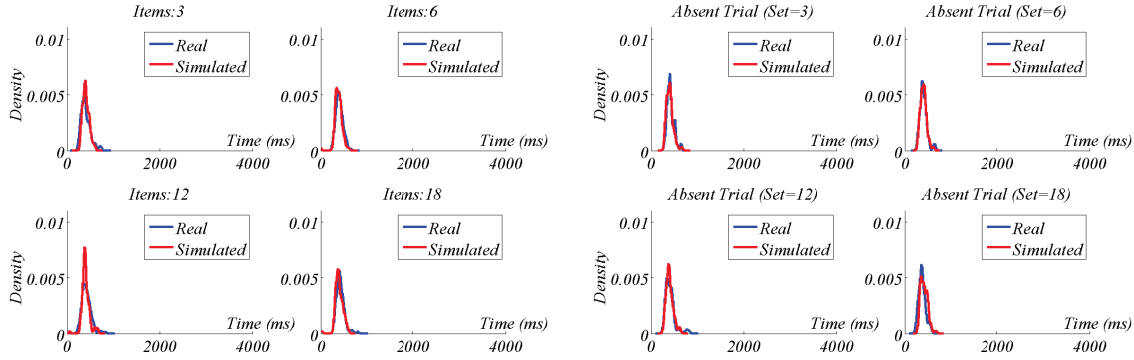 Items:3
0.01
0.005
0
Density
Real
Simulated
Time (ms)
0 2000 4000
Items:6
0.01
0.005
0
Real
Simulated
Time (ms)
0 2000 4000
Absent Trial (Set=3)
0.01
0.005
0
Density
Real
Simulated
Time (ms)
0 2000 4000
Absent Trial (Set=6)
0.01
0.005
0
Real
Simulated
Time (ms)
0 2000 4000
Items:12
0.01
0.005
0
Density
Real
Simulated
Time (ms)
0 2000 4000
Items:18
0.01
0.005
0
Real
Simulated
Time (ms)
0 2000 4000
Absent Trial (Set=12)
0.01
0.005
0
Density
Real
Simulated
Time (ms)
0 2000 4000
Absent Trial (Set=18)
0.01
0.005
0
Real
Simulated
Time (ms)
0 2000 4000